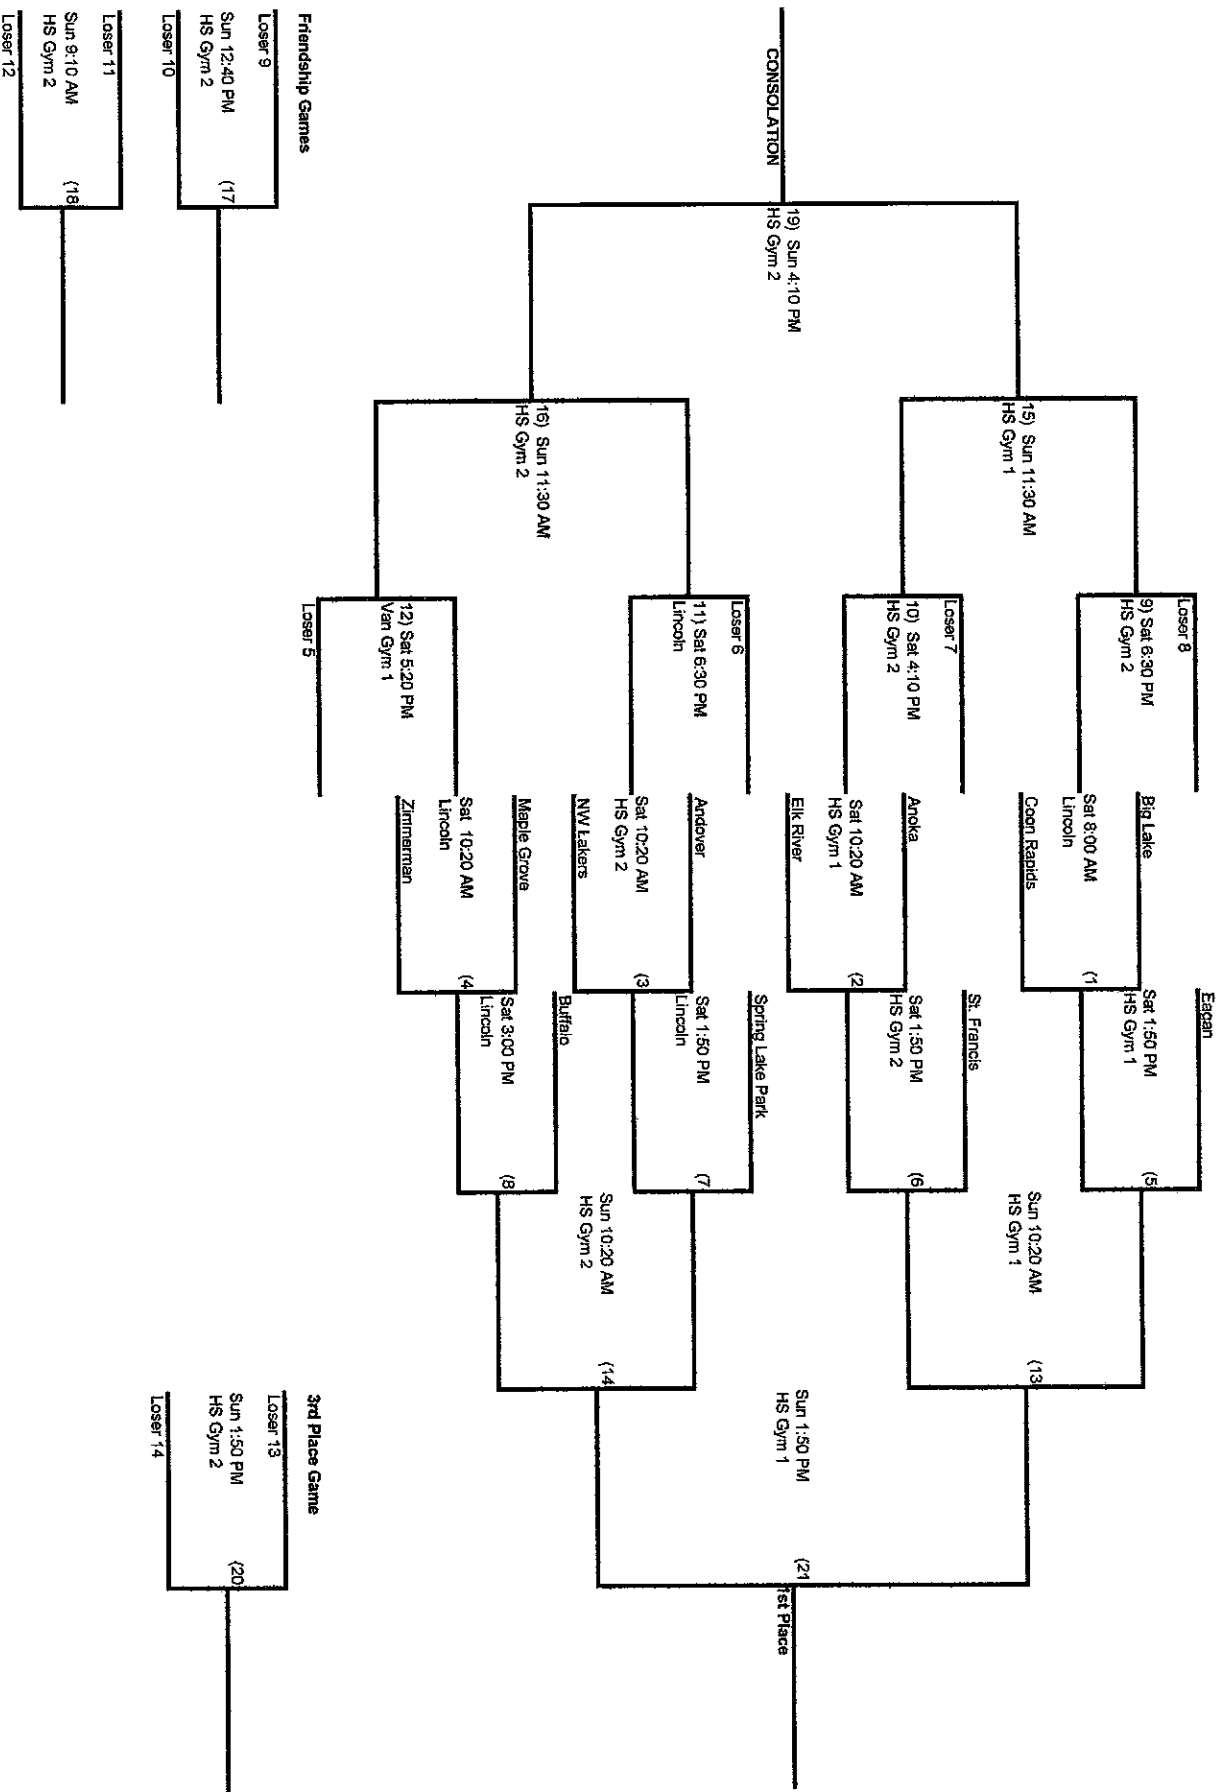 Eagan
Loser 8
Big Lake
Sat 1:50 PM
HS Gym 1
(5
9) Sat 6:30 PM
HS Gym 2
Sat 8:00 AM
Lincoln
(1
Coon Rapids
Sun 10:20 AM
HS Gym 1
(13
15) Sun 11:30 AM
HS Gym 1
St. Francis
Loser 7
Anoka
Sat 1:50 PM
HS Gym 2
(6
10) Sat 4:10 PM
HS Gym 2
Sat 10:20 AM
HS Gym 1
(2
Elk River
19) Sun 4:10 PM
HS Gym 2
CONSOLATION
Sun 1:50 PM
HS Gym 1
(21
1st Place
Spring Lake Park
Loser 6
Andover
Sat 1:50 PM
Lincoln
(7
11) Sat 6:30 PM
Lincoln
Sat 10:20 AM
HS Gym 2
(3
NW Lakers
Sun 10:20 AM
HS Gym 2
(14
16) Sun 11:30 AM
HS Gym 2
Buffalo
Maple Grove
Sat 3:00 PM
Lincoln
(8
12) Sat 5:20 PM
Van Gym 1
Sat 10:20 AM
Lincoln
(4
Zimmerman
Loser 5
Friendship Games
Loser 9
Sun 12:40 PM
HS Gym 2
(17
Loser 10
Loser 11
Sun 9:10 AM
HS Gym 2
(18
Loser 12
3rd Place Game
Loser 13
Sun 1:50 PM
HS Gym 2
(20
Loser 14